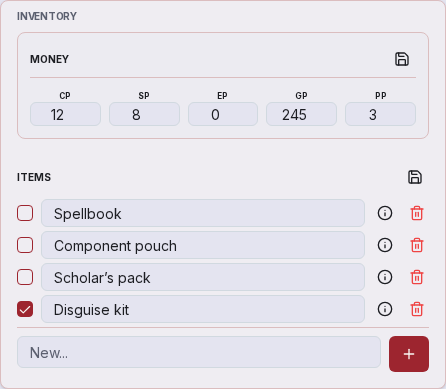 INVENTORY
MONEY
CP SP EP GP PP
12 8 0 245 3
ITEMS
Spellbook
Component pouch
Scholar’s pack
Disguise kit
New...